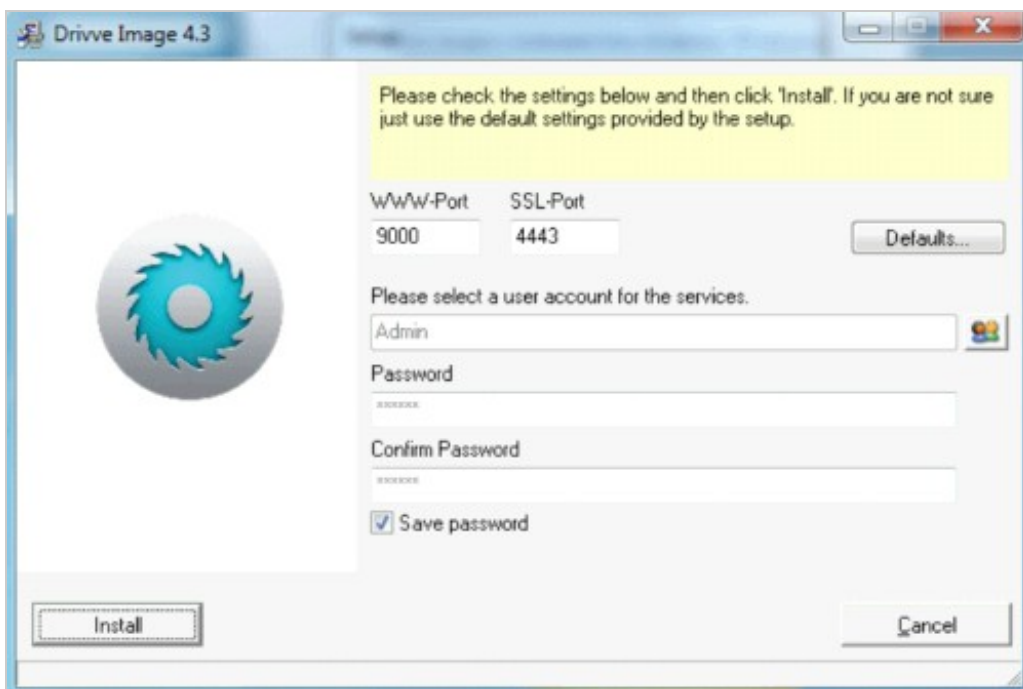 Drivve Image 4.3
Please check the settings below and then click 'Install'. If you are not sure
just use the default settings provided by the setup.
WWW-Port SSL-Port
9000 4443 Defaults...
Please select a user account for the services.
Admin
Password
××××××
Confirm Password
××××××
Save password
Install Cancel